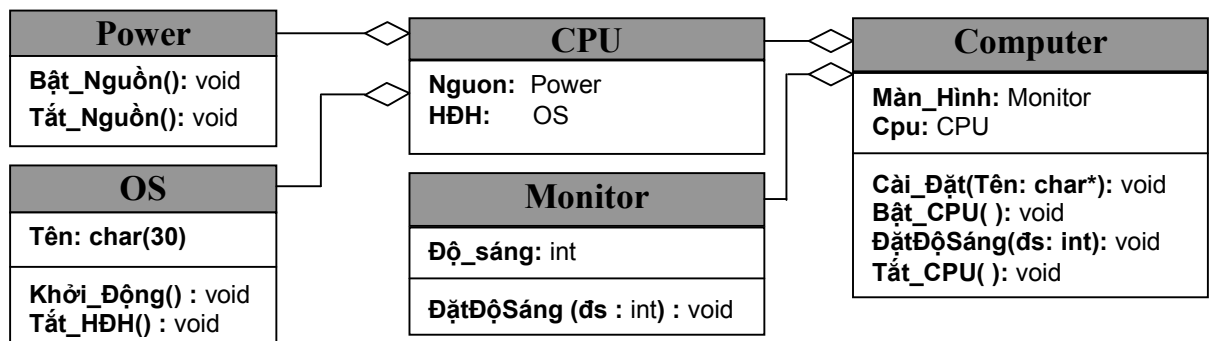 Power
Bật_Nguồn(): void
Tắt_Nguồn(): void
OS
Tên: char(30)
Khởi_Động() : void
Tắt_HĐH() : void
CPU
Nguon: Power
HĐH: OS
Monitor
Độ_sáng: int
ĐặtĐộSáng (đs : int) : void
Computer
Màn_Hình: Monitor
Cpu: CPU
Cài_Đặt(Tên: char*): void
Bật_CPU( ): void
ĐặtĐộSáng(đs: int): void
Tắt_CPU( ): void